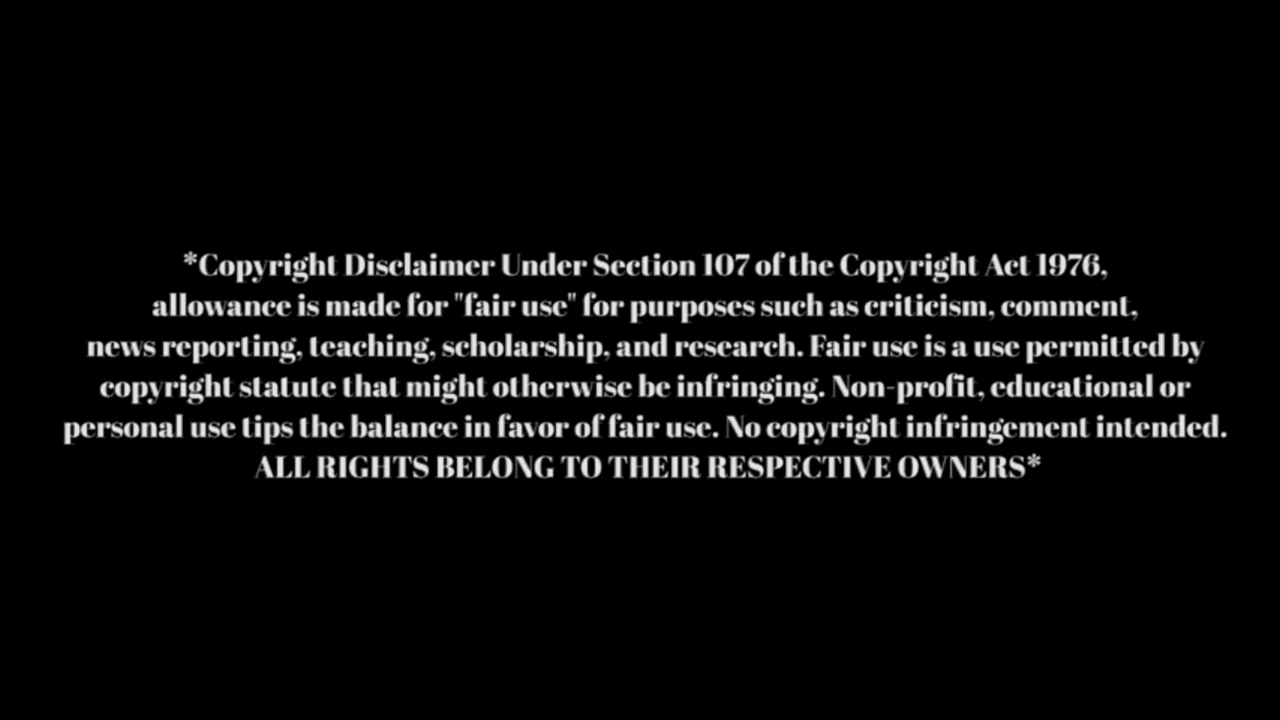 *Copyright Disclaimer Under Section 107 of the Copyright Act 1976,
allowance is made for "fair use" for purposes such as criticism, comment,
news reporting, teaching, scholarship, and research. Fair use is a use permitted by
copyright statute that might otherwise be infringing. Non-profit, educational or
personal use tips the balance in favor of fair use. No copyright infringement intended.
ALL RIGHTS BELONG TO THEIR RESPECTIVE OWNERS*